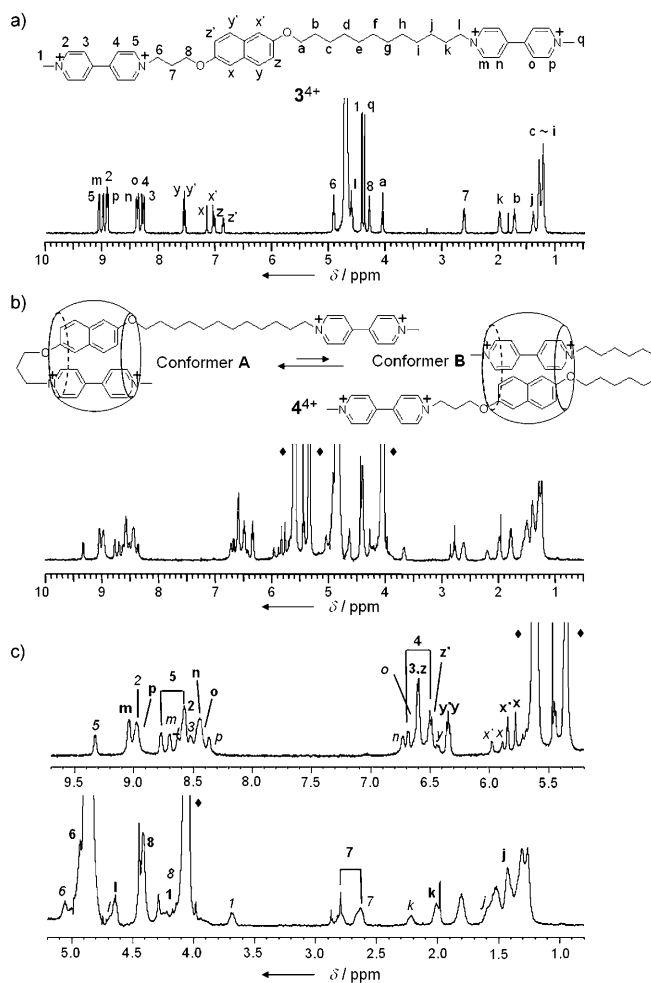 a)
y' x'
z' O b d f h j l q
1 2 3 4 5 a c e g i k N
N N 6 8 z m n o p
7 O x y
3⁴⁺
1 q
m 2 o 4 6 l 8 a c ~ i
5 p n 3 y y' x x' z z' 7 k b j
10 9 8 7 6 5 4 3 2 1
δ / ppm
b)
O O N N
Conformer A Conformer B
O N N N N
4⁴⁺ O
N N O
10 9 8 7 6 5 4 3 2 1
δ / ppm
c)
5 4
2 n z'
5 m p m 2 3 o p n o 3,z y y'y x' x x' x
9.5 9.0 8.5 8.0 7.5 7.0 6.5 6.0 5.5
6 8 7 j
6 l l 8 1 1 7 k k j
5.0 4.5 4.0 3.5 3.0 2.5 2.0 1.5 1.0
δ / ppm